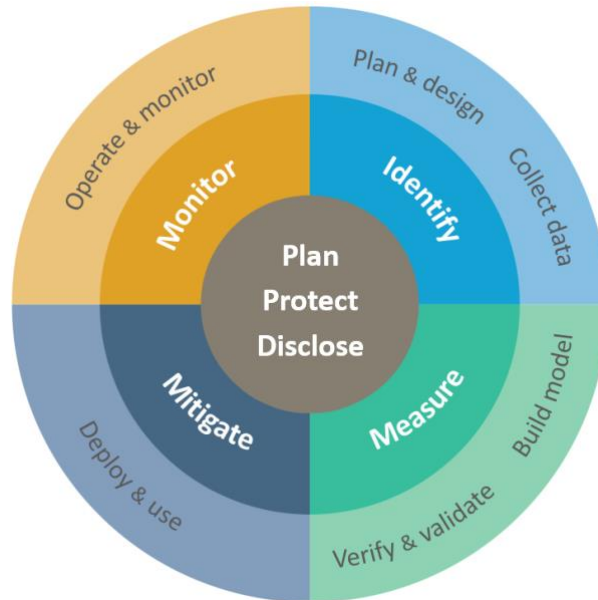 Plan
Protect
Disclose
Identify
Plan & design
Collect data
Measure
Build model
Verify & validate
Mitigate
Deploy & use
Monitor
Operate & monitor